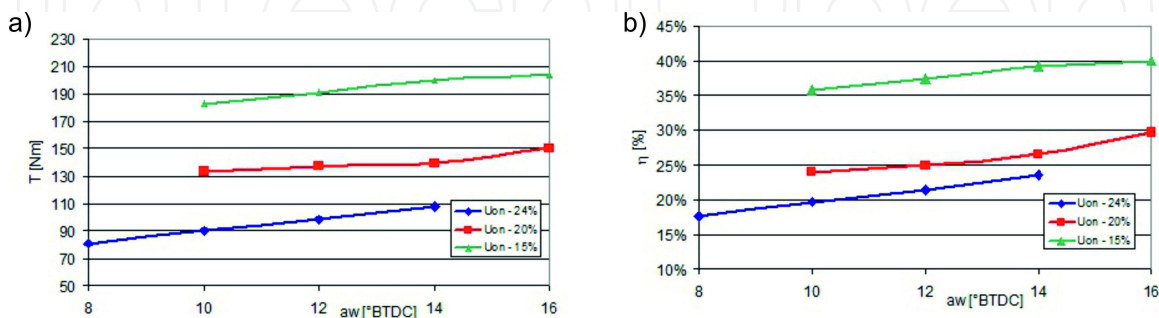 a)
T [Nm]
230
210
190
170
150
130
110
90
70
50
8
10
12
14
16
aw [°BTDC]
Uon - 24%
Uon - 20%
Uon - 15%
b)
η [%]
45%
40%
35%
30%
25%
20%
15%
10%
8
10
12
14
16
aw [°BTDC]
Uon - 24%
Uon - 20%
Uon - 15%